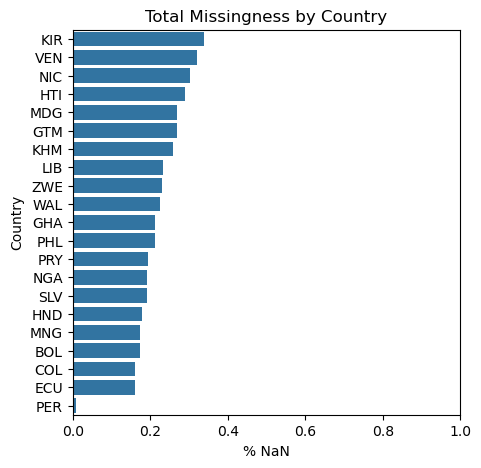 Total Missingness by Country
KIR
VEN
NIC
HTI
MDG
GTM
KHM
LIB
ZWE
WAL
GHA
PHL
PRY
NGA
SLV
HND
MNG
BOL
COL
ECU
PER
Country
0.0 0.2 0.4 0.6 0.8 1.0
% NaN